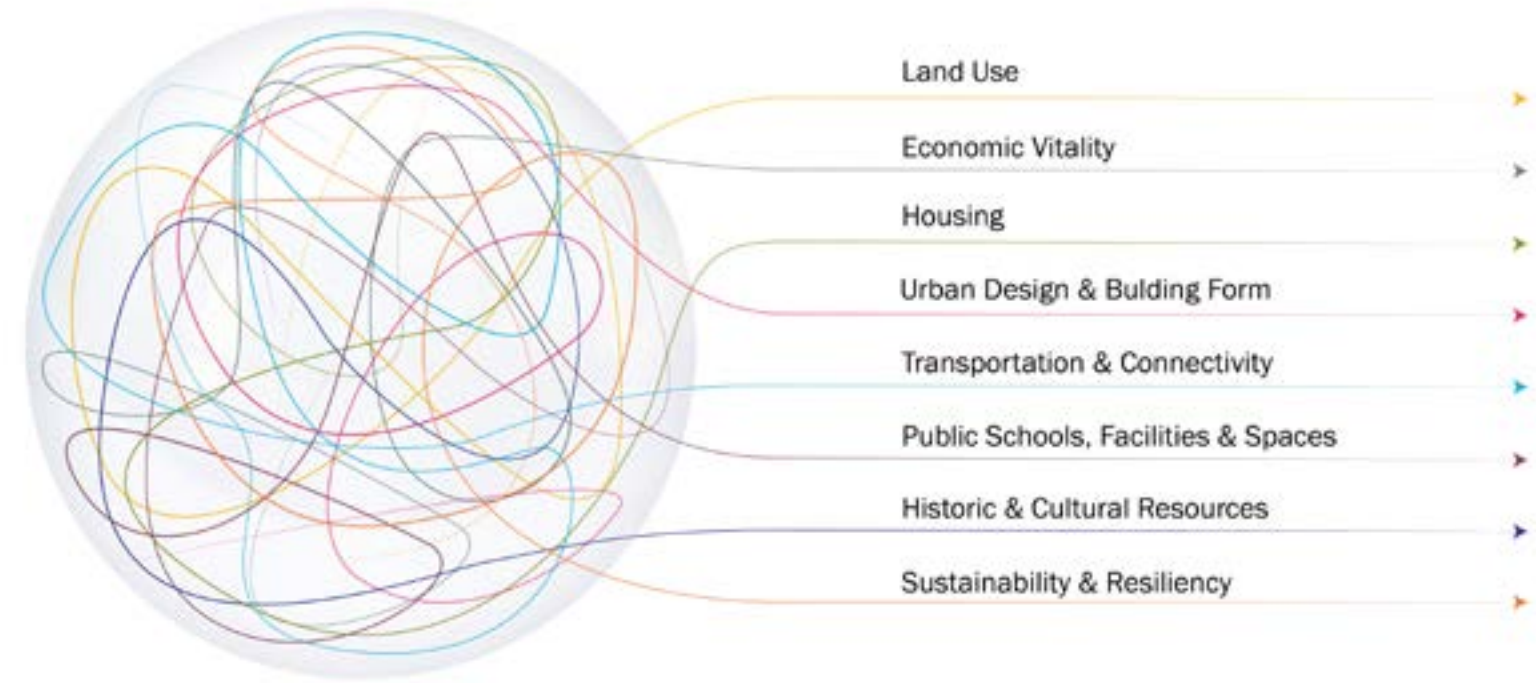 Land Use
Economic Vitality
Housing
Urban Design & Bulding Form
Transportation & Connectivity
Public Schools, Facilities & Spaces
Historic & Cultural Resources
Sustainability & Resiliency